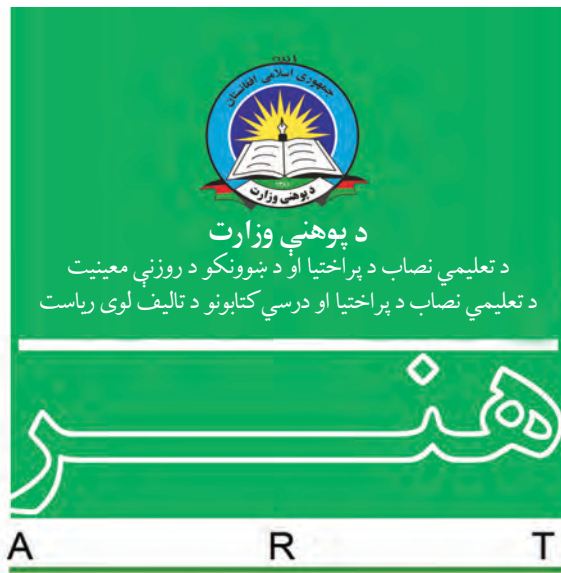 الله
جمهوری اسلامی افغانستان
د پوهنې وزارت
د پوهنې وزارت
د تعلیمي نصاب د پراختیا او د ښوونکو د روزنې معینیت
د تعلیمي نصاب د پراختیا او درسي کتابونو د تالیف لوی ریاست
هنر
A R T